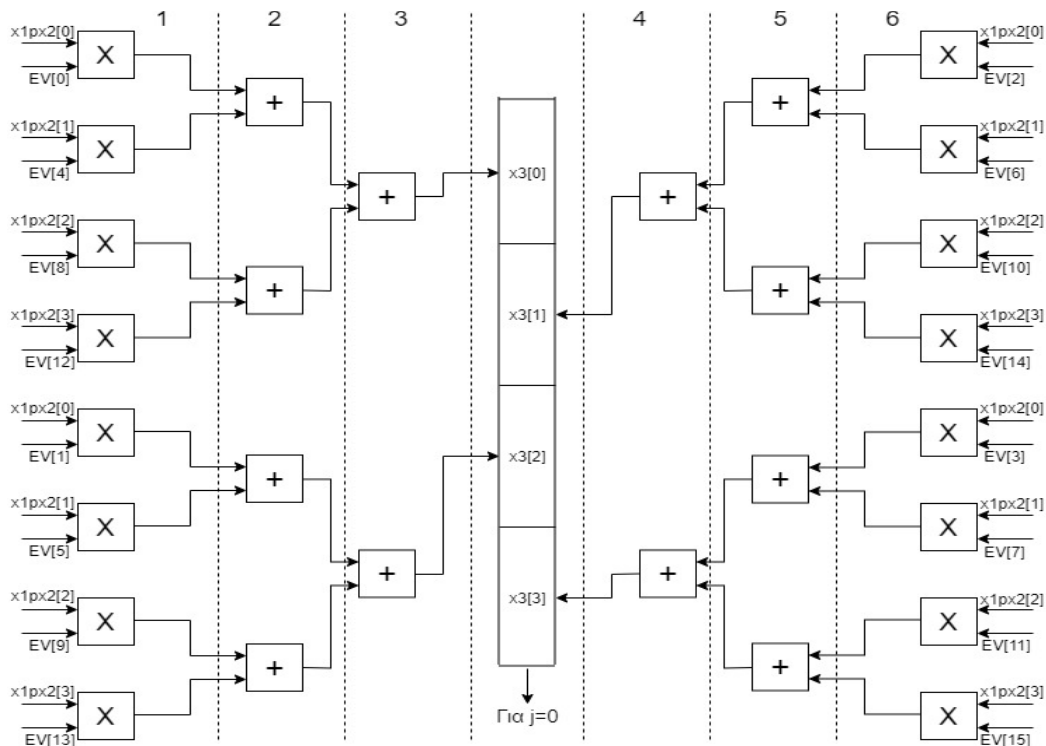 1 2 3 4 5 6
x1px2[0] X EV[0]
x1px2[1] X EV[4]
+
x1px2[2] X EV[8]
x1px2[3] X EV[12]
+
+
x1px2[0] X EV[1]
x1px2[1] X EV[5]
+
x1px2[2] X EV[9]
x1px2[3] X EV[13]
+
+
x3[0]
x3[1]
x3[2]
x3[3]
Για j=0
x1px2[0] X EV[2]
x1px2[1] X EV[6]
+
x1px2[2] X EV[10]
x1px2[3] X EV[14]
+
+
x1px2[0] X EV[3]
x1px2[1] X EV[7]
+
x1px2[2] X EV[11]
x1px2[3] X EV[15]
+
+